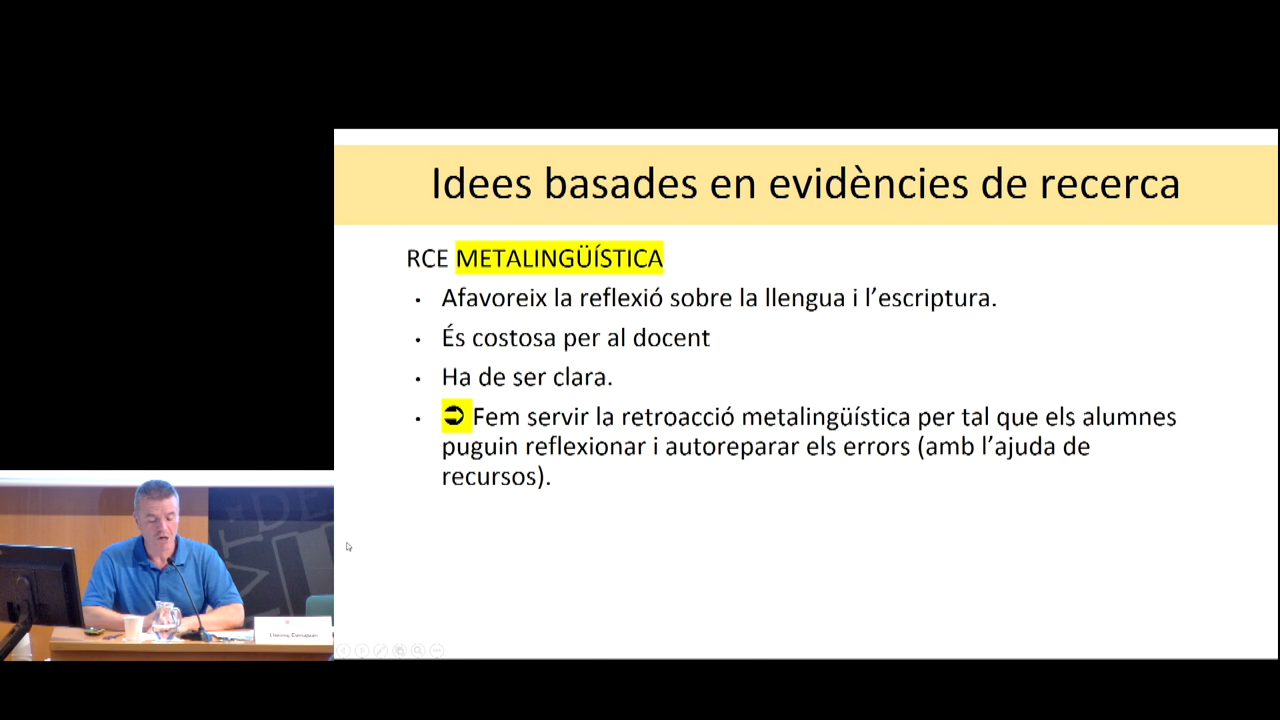 Idees basades en evidències de recerca
RCE METALINGÜÍSTICA
• Afavoreix la reflexió sobre la llengua i l’escriptura.
• És costosa per al docent
• Ha de ser clara.
• ➲ Fem servir la retroacció metalingüística per tal que els alumnes
puguin reflexionar i autoreparar els errors (amb l’ajuda de
recursos).